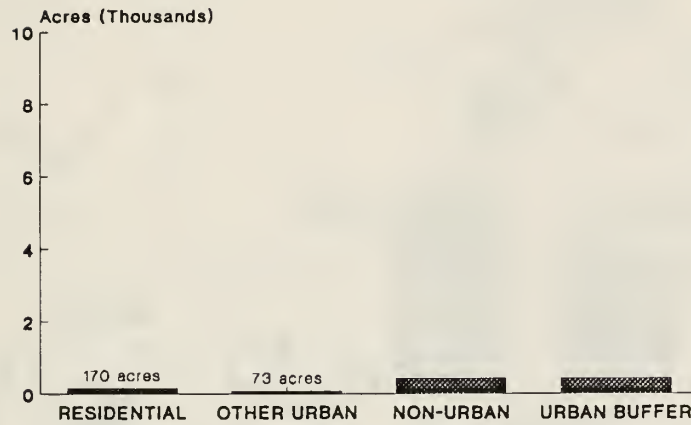 Acres (Thousands)
10
8
6
4
2
0
170 acres
73 acres
RESIDENTIAL
OTHER URBAN
NON-URBAN
URBAN BUFFER